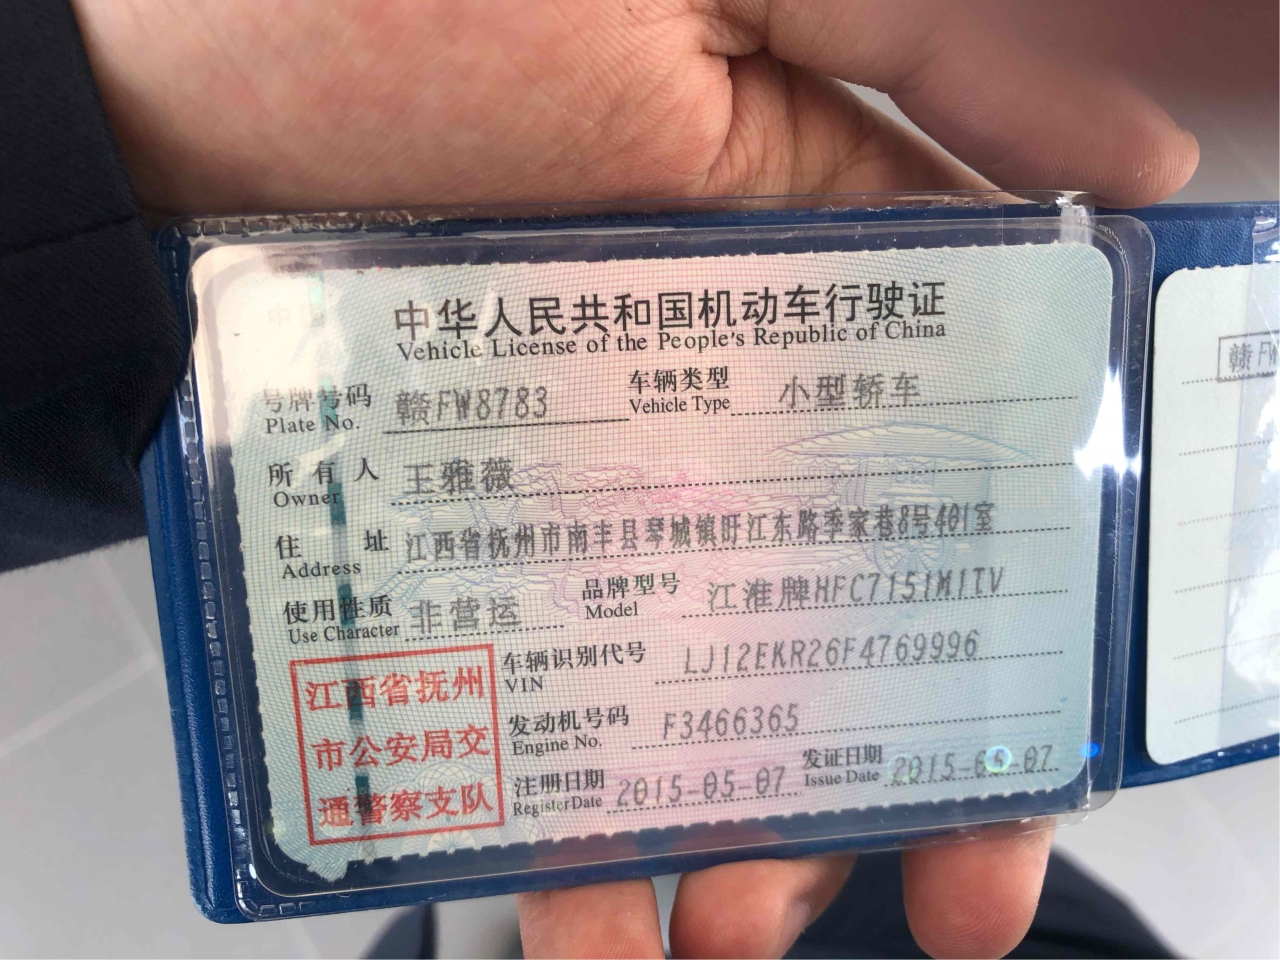 中华人民共和国机动车行驶证
Vehicle License of the People's Republic of China
号牌号码 赣FW8783 车辆类型 小型轿车
Plate No. Vehicle Type
所有人 王雅薇
Owner
住址 江西省抚州市南丰县琴城镇盱江东路季家巷8号401室
Address
使用性质 非营运 品牌型号 江淮牌HFC7151M1TV
Use Character Model
江西省抚州
市公安局交
通警察支队
车辆识别代号 LJ12EKR26F4769996
VIN
发动机号码 F3466365
Engine No.
注册日期 2015-05-07 发证日期 2015-05-07
Register Date Issue Date
赣FW